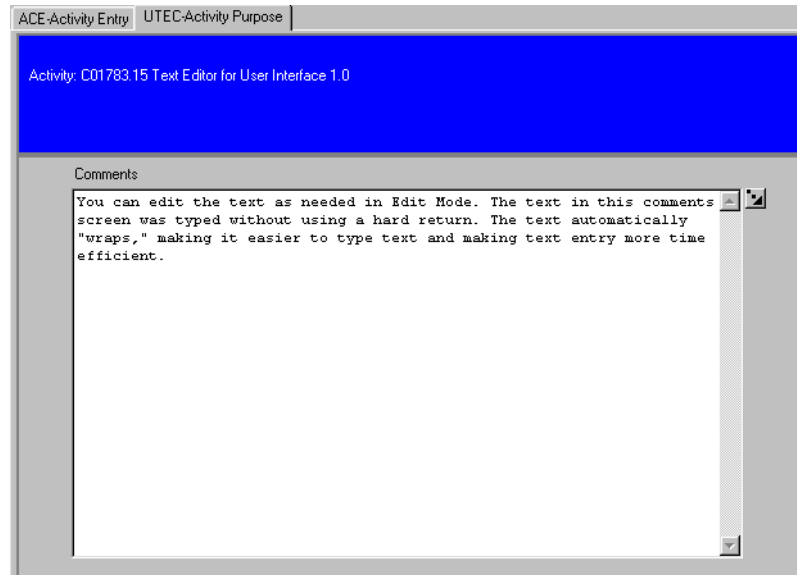 ACE-Activity Entry UTEC-Activity Purpose
Activity: C01783.15 Text Editor for User Interface 1.0
Comments
You can edit the text as needed in Edit Mode. The text in this comments
screen was typed without using a hard return. The text automatically
"wraps," making it easier to type text and making text entry more time
efficient.